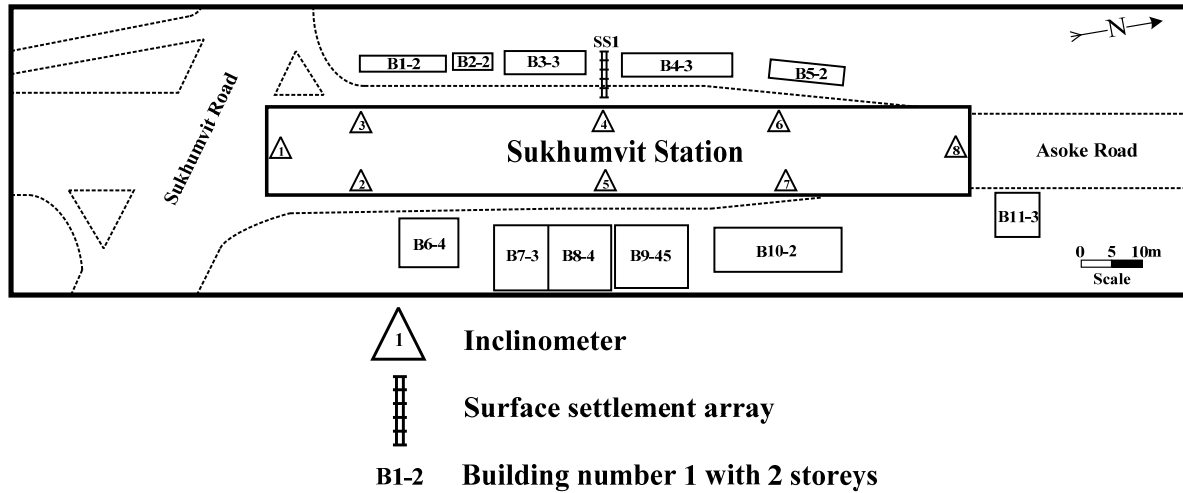 N
SS1
B1-2
B2-2
B3-3
B4-3
B5-2
Sukhumvit Road
3
4
6
1
Sukhumvit Station
8
Asoke Road
2
5
7
B6-4
B7-3
B8-4
B9-45
B10-2
B11-3
0 5 10m
Scale
1 Inclinometer
Surface settlement array
B1-2 Building number 1 with 2 storeys